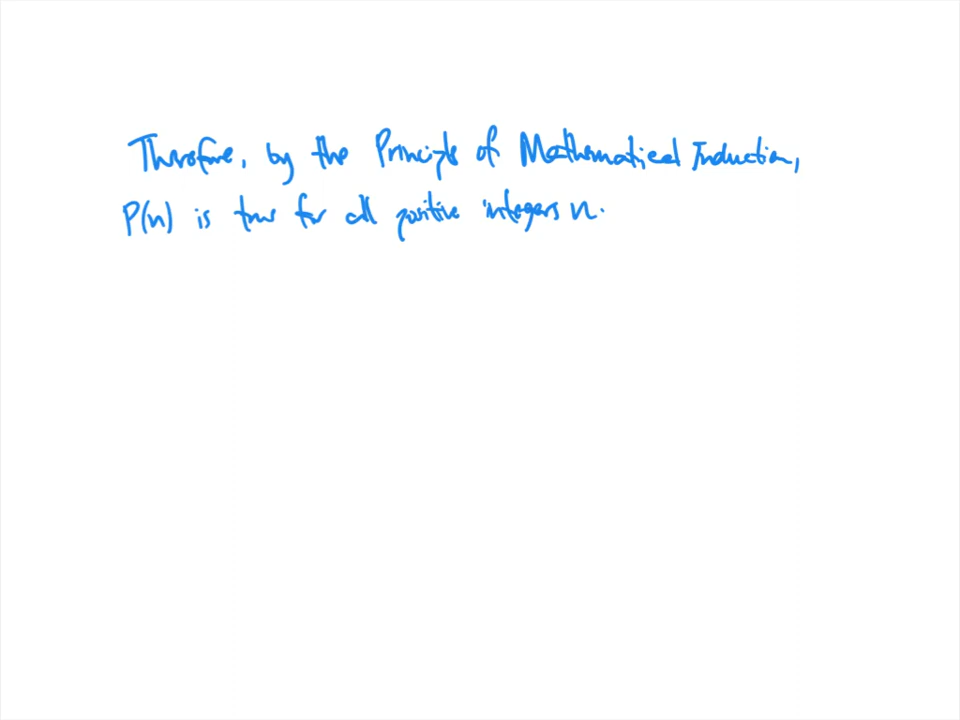 Therefore, by the Principle of Mathematical Induction,
P(n) is true for all positive integers n.